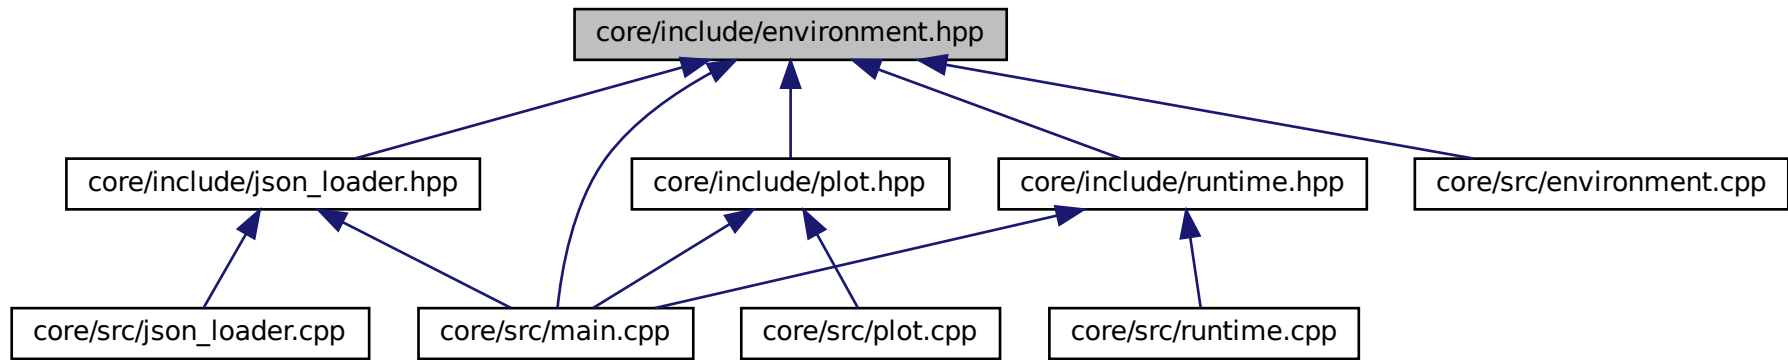 core/include/environment.hpp
core/include/json_loader.hpp
core/include/plot.hpp
core/include/runtime.hpp
core/src/environment.cpp
core/src/json_loader.cpp
core/src/main.cpp
core/src/plot.cpp
core/src/runtime.cpp